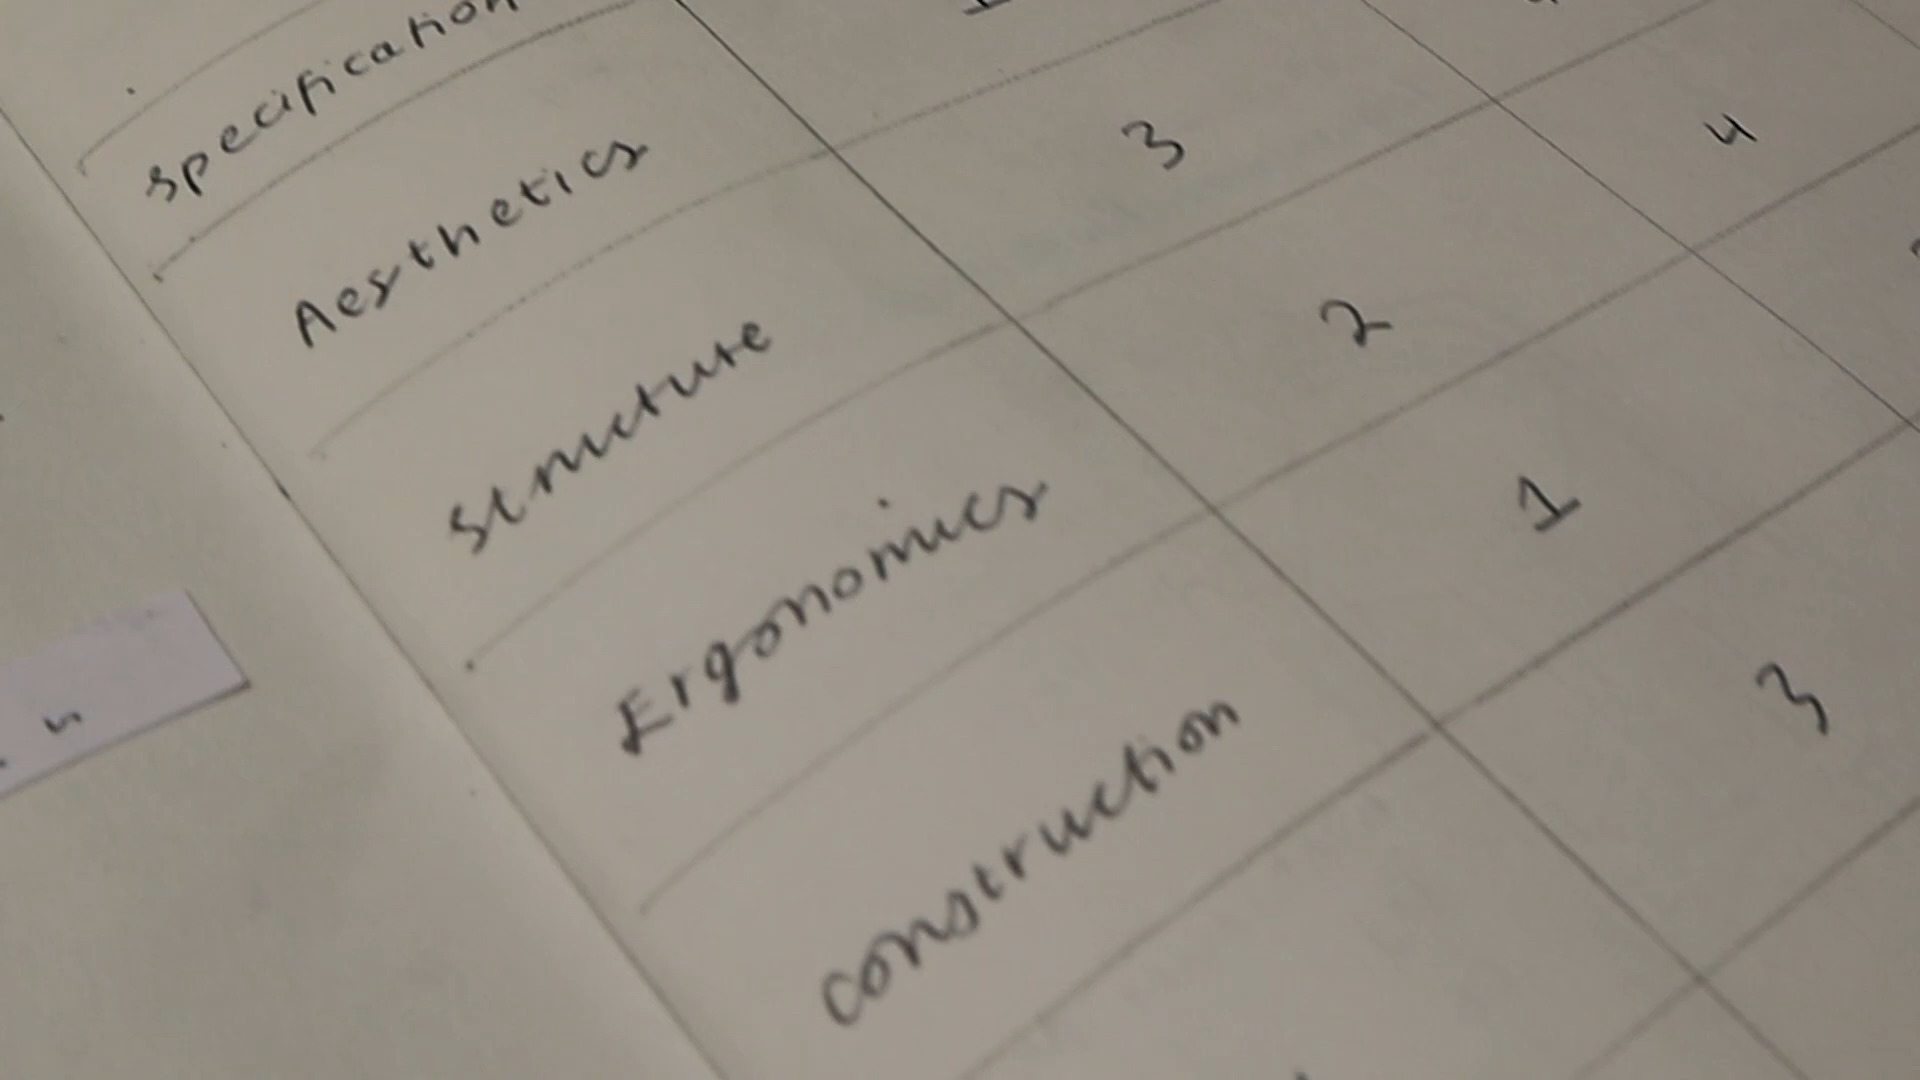 specification
Aesthetics
structure 3
Ergonomics 2 4
construction 1
3